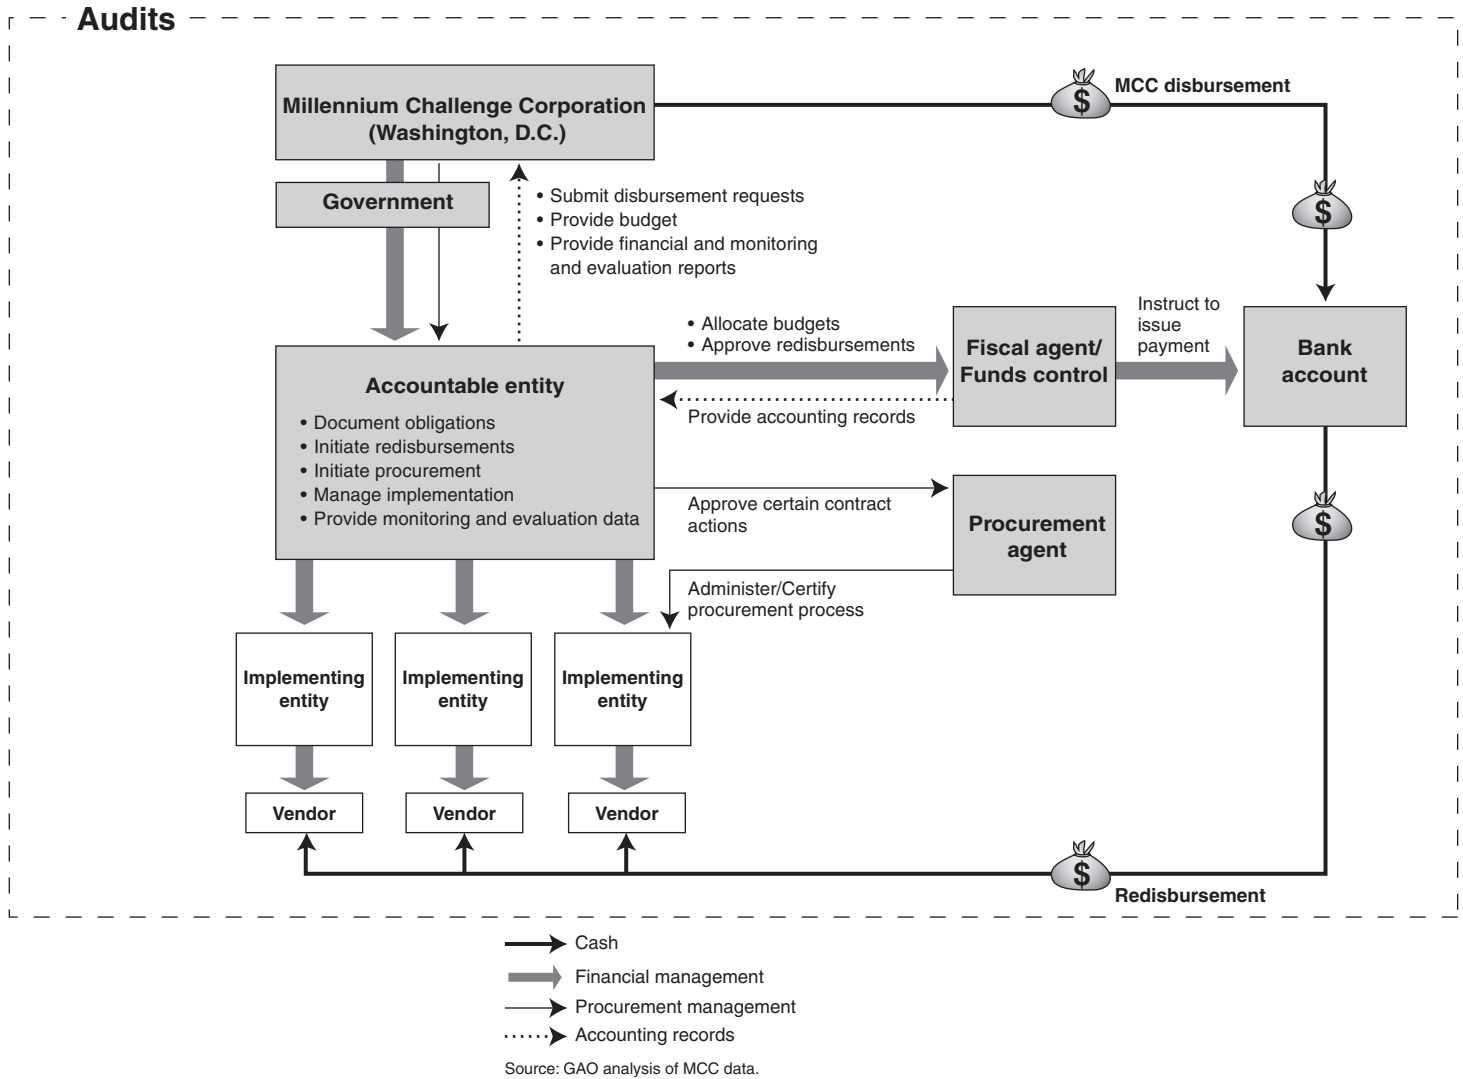 Audits
Millennium Challenge Corporation
(Washington, D.C.)
$
MCC disbursement
Government
• Submit disbursement requests
• Provide budget
• Provide financial and monitoring
and evaluation reports
$
• Allocate budgets
• Approve redisbursements
Fiscal agent/
Funds control
Instruct to
issue
payment
Bank
account
Provide accounting records
Accountable entity
• Document obligations
• Initiate redisbursements
• Initiate procurement
• Manage implementation
• Provide monitoring and evaluation data
Approve certain contract
actions
Procurement
agent
$
Administer/Certify
procurement process
Implementing
entity
Implementing
entity
Implementing
entity
Vendor
Vendor
Vendor
$
Redisbursement
Cash
Financial management
Procurement management
Accounting records
Source: GAO analysis of MCC data.